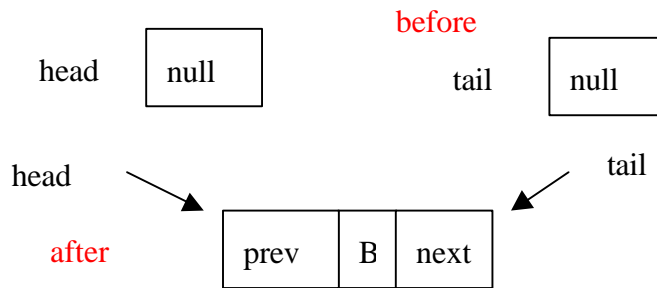 before
head null tail null
head tail
after prev B next